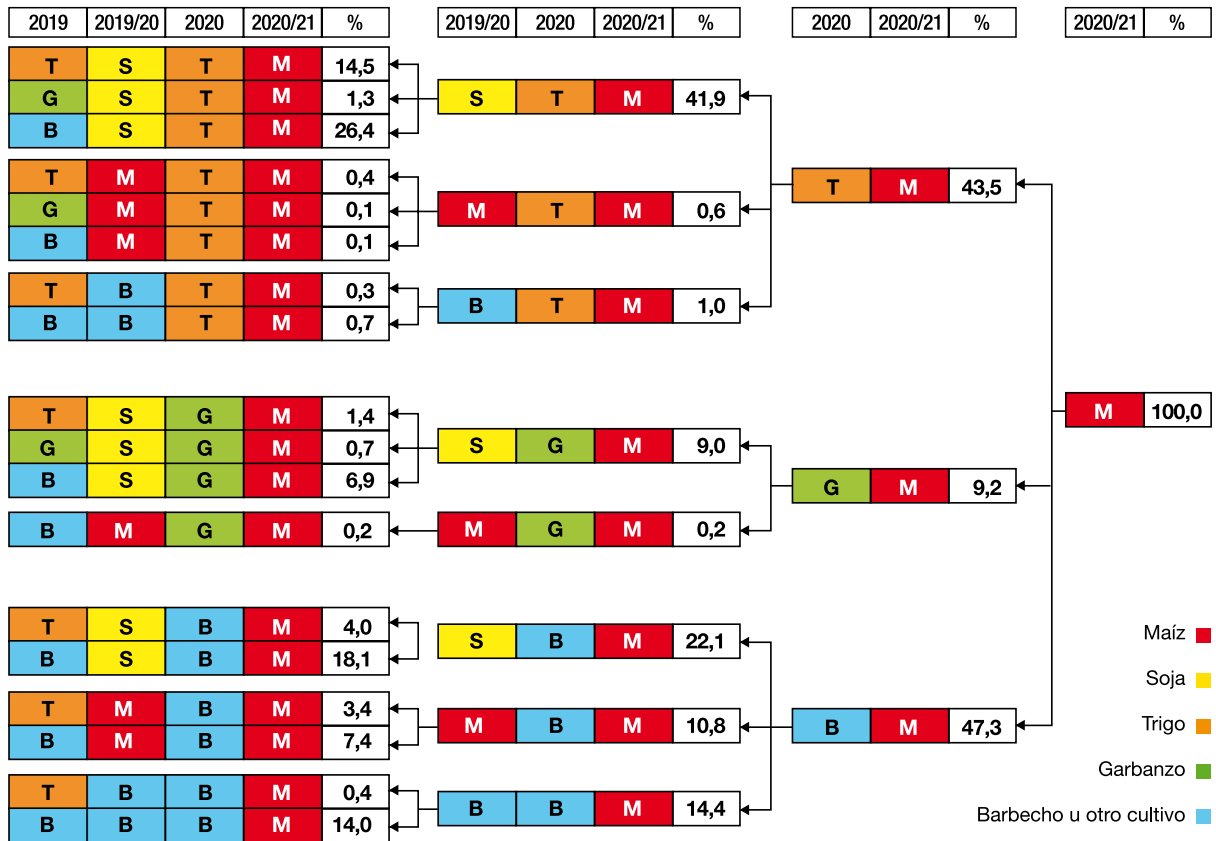 2019 2019/20 2020 2020/21 % 2019/20 2020 2020/21 % 2020 2020/21 % 2020/21 %
T S T M 14,5
G S T M 1,3
B S T M 26,4
S T M 41,9
T M T M 0,4
G M T M 0,1
B M T M 0,1
M T M 0,6
T B T M 0,3
B B T M 0,7
B T M 1,0
T M 43,5
T S G M 1,4
G S G M 0,7
B S G M 6,9
S G M 9,0
B M G M 0,2
M G M 0,2
G M 9,2
M 100,0
T S B M 4,0
B S B M 18,1
S B M 22,1
T M B M 3,4
B M B M 7,4
M B M 10,8
T B B M 0,4
B B B M 14,0
B B M 14,4
B M 47,3
Maíz
Soja
Trigo
Garbanzo
Barbecho u otro cultivo